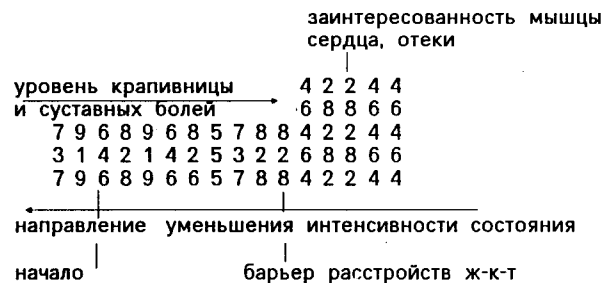 заинтересованность мышцы
сердца, отеки
уровень крапивницы
4 2 2 4 4
и суставных болей
6 8 8 6 6
7 9 6 8 9 6 8 5 7 8 8 4 2 2 4 4
3 1 4 2 1 4 2 5 3 2 2 6 8 8 6 6
7 9 6 8 9 6 6 5 7 8 8 4 2 2 4 4
направление уменьшения интенсивности состояния
начало барьер расстройств ж-к-т